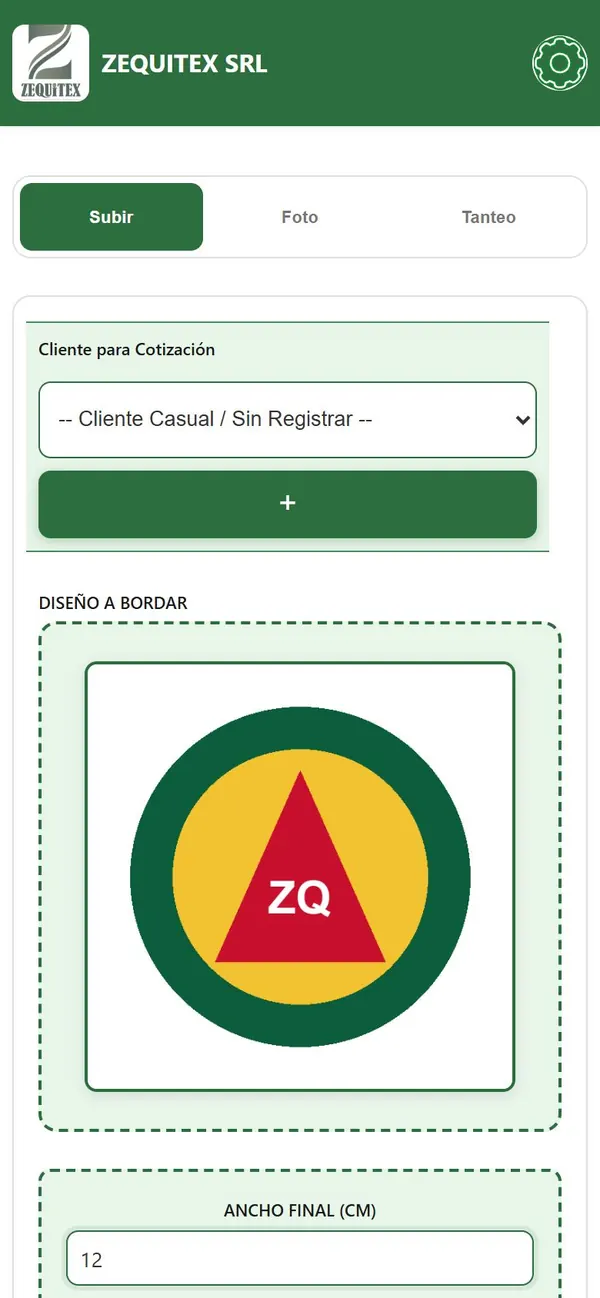 ZEQUITEX
ZEQUITEX SRL
Subir
Foto
Tanteo
Cliente para Cotización
-- Cliente Casual / Sin Registrar --
+
DISEÑO A BORDAR
ZQ
ANCHO FINAL (CM)
12